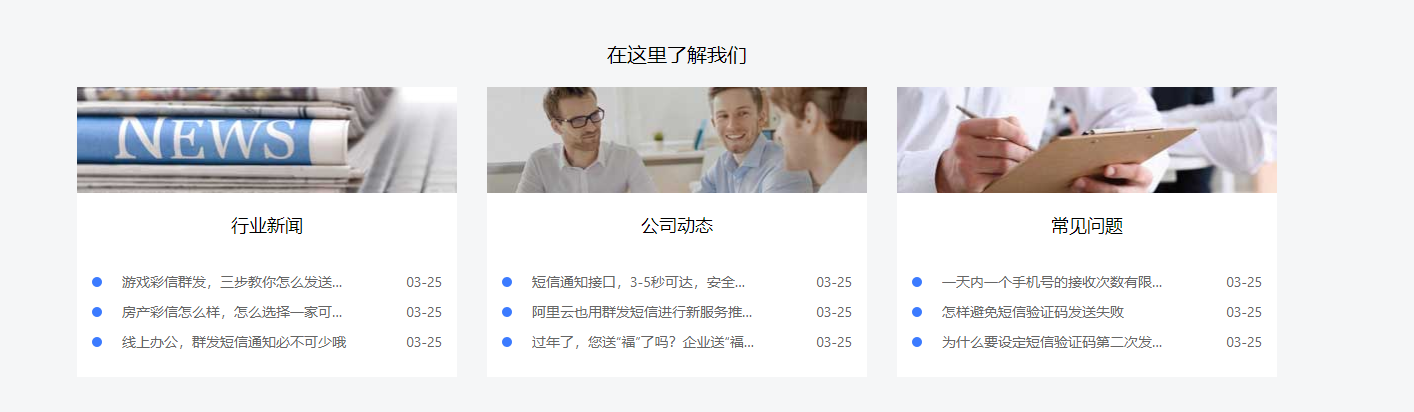 在这里了解我们
NEWS
行业新闻
游戏彩信群发，三步教你怎么发送... 03-25
房产彩信怎么样，怎么选择一家可... 03-25
线上办公，群发短信通知必不可少哦 03-25
公司动态
短信通知接口，3-5秒可达，安全... 03-25
阿里云也用群发短信进行新服务推... 03-25
过年了，您送“福”了吗？企业送“福... 03-25
常见问题
一天内一个手机号的接收次数有限... 03-25
怎样避免短信验证码发送失败 03-25
为什么要设定短信验证码第二次发... 03-25